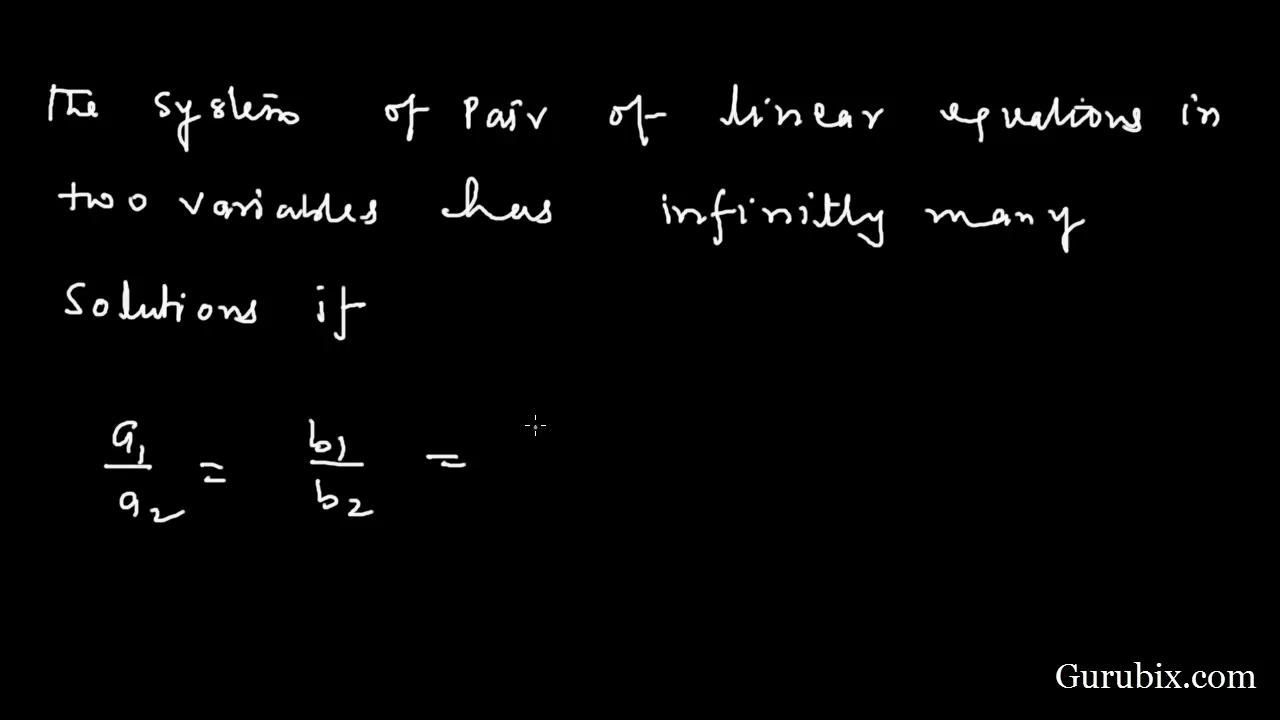 The system of Pair of linear equations in
two variables has infinitly many
Solutions if
a₁/a₂ = b₁/b₂ =
Gurubix.com